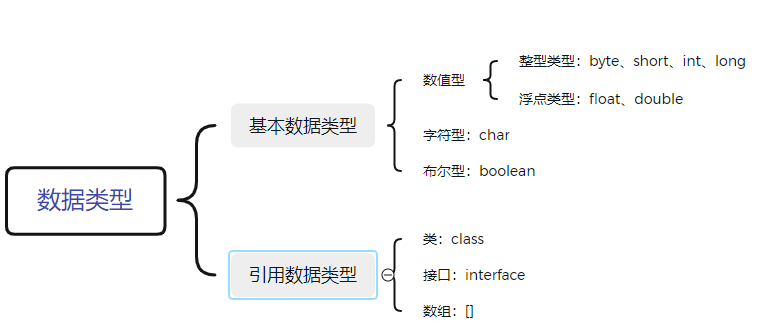 数据类型
基本数据类型
数值型
整型类型：byte、short、int、long
浮点类型：float、double
字符型：char
布尔型：boolean
引用数据类型
类：class
接口：interface
数组：[]